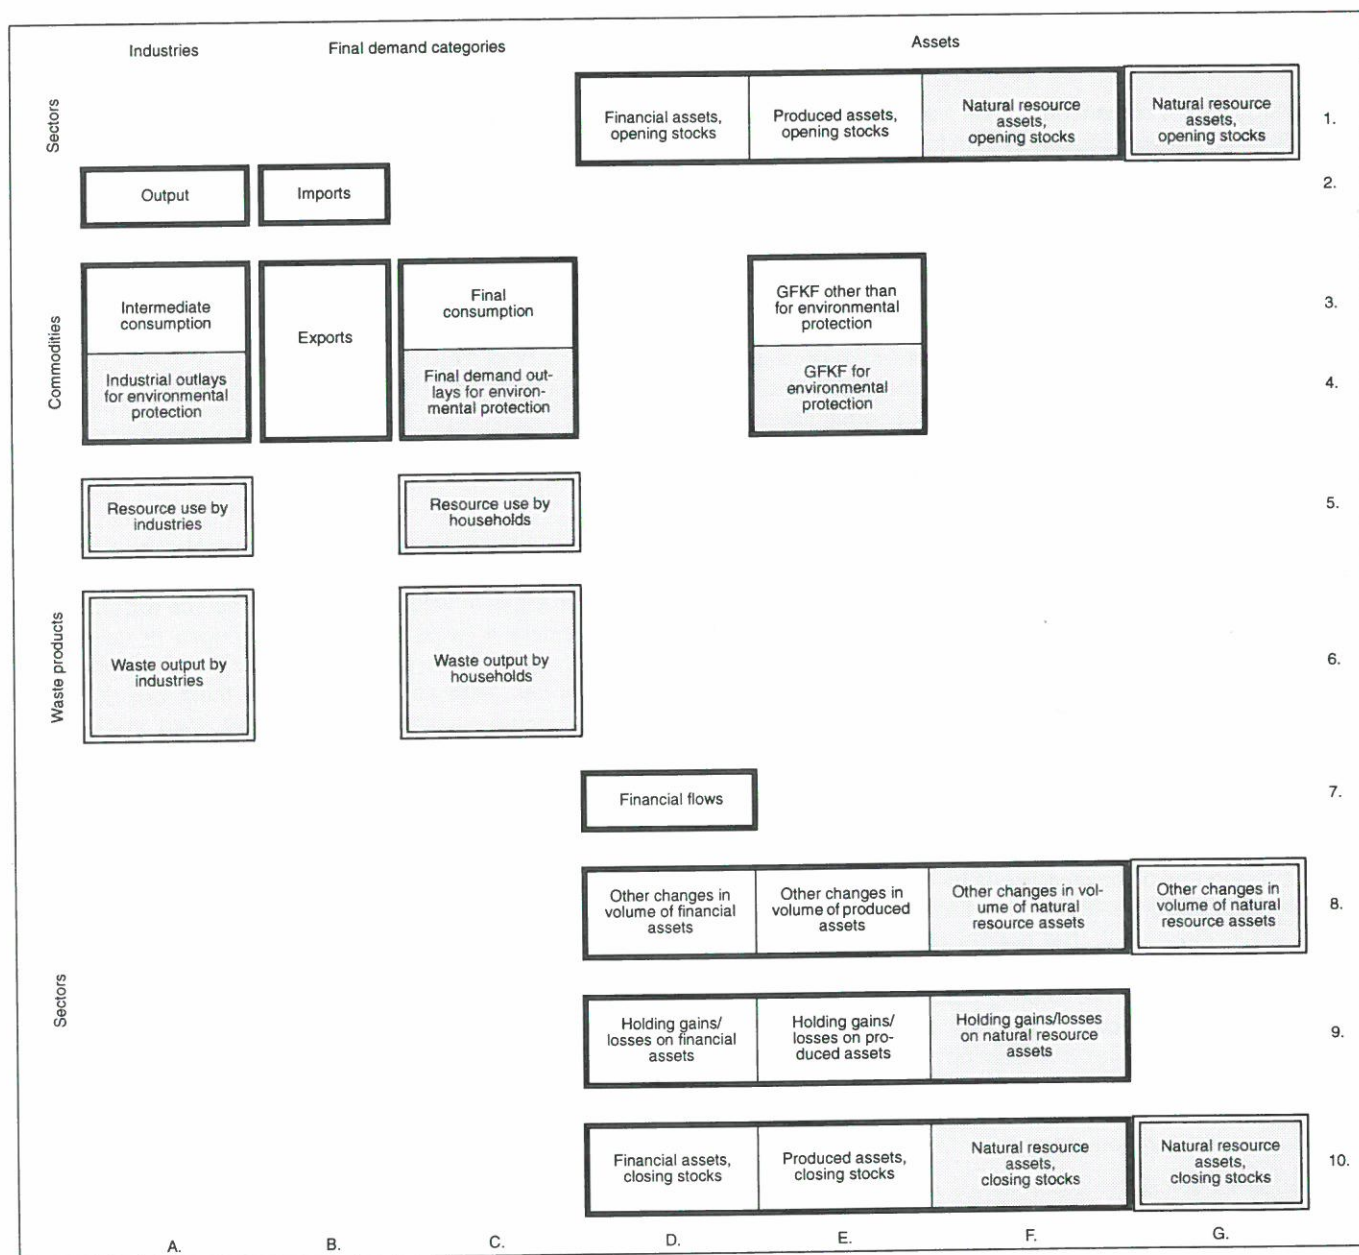 Industries
Final demand categories
Assets
Sectors
Financial assets,
opening stocks
Produced assets,
opening stocks
Natural resource
assets,
opening stocks
Natural resource
assets,
opening stocks
1.
Output
Imports
2.
Commodities
Intermediate
consumption
Exports
Final
consumption
GFKF other than
for environmental
protection
3.
Industrial outlays
for environmental
protection
Final demand out-
lays for environ-
mental protection
GFKF for
environmental
protection
4.
Resource use by
industries
Resource use by
households
5.
Waste products
Waste output by
industries
Waste output by
households
6.
Financial flows
7.
Sectors
Other changes in
volume of financial
assets
Other changes in
volume of produced
assets
Other changes in vol-
ume of natural
resource assets
Other changes in
volume of natural
resource assets
8.
Holding gains/
losses on financial
assets
Holding gains/
losses on pro-
duced assets
Holding gains/losses
on natural resource
assets
9.
Financial assets,
closing stocks
Produced assets,
closing stocks
Natural resource
assets,
closing stocks
Natural resource
assets,
closing stocks
10.
A.
B.
C.
D.
E.
F.
G.